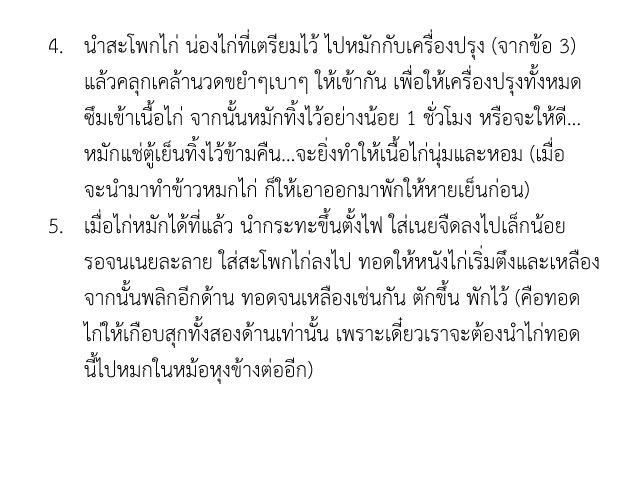 4. นำสะโพกไก่ น่องไก่ที่เตรียมไว้ ไปหมักกับเครื่องปรุง (จากข้อ 3)
แล้วคลุกเคล้านวดขยำๆเบาๆ ให้เข้ากัน เพื่อให้เครื่องปรุงทั้งหมด
ซึมเข้าเนื้อไก่ จากนั้นหมักทิ้งไว้อย่างน้อย 1 ชั่วโมง หรือจะให้ดี...
หมักแช่ตู้เย็นทิ้งไว้ข้ามคืน...จะยิ่งทำให้เนื้อไก่นุ่มและหอม (เมื่อ
จะนำมาทำข้าวหมกไก่ ก็ให้เอาออกมาพักให้หายเย็นก่อน)
5. เมื่อไก่หมักได้ที่แล้ว นำกระทะขึ้นตั้งไฟ ใส่เนยจืดลงไปเล็กน้อย
รอจนเนยละลาย ใส่สะโพกไก่ลงไป ทอดให้หนังไก่เริ่มตึงและเหลือง
จากนั้นพลิกอีกด้าน ทอดจนเหลืองเช่นกัน ตักขึ้น พักไว้ (คือทอด
ไก่ให้เกือบสุกทั้งสองด้านเท่านั้น เพราะเดี๋ยวเราจะต้องนำไก่ทอด
นี้ไปหมกในหม้อหุงข้างต่ออีก)